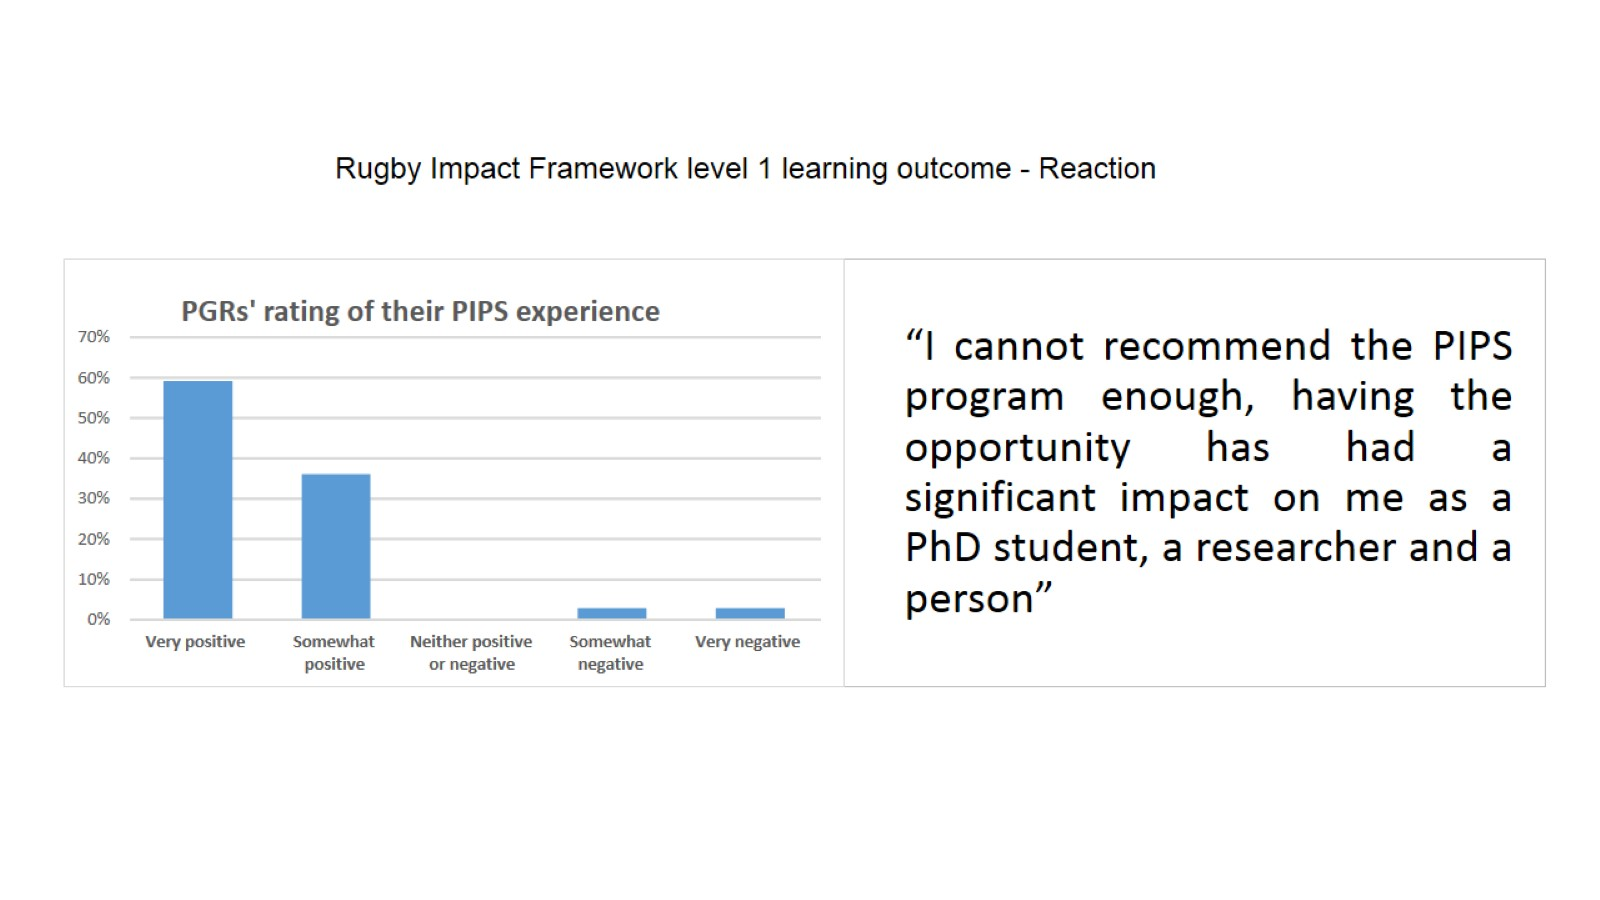 Rugby Impact Framework level 1 learning outcome - Reaction
PGRs' rating of their PIPS experience
70%
60%
50%
40%
30%
20%
10%
0%
Very positive
Somewhat
positive
Neither positive
or negative
Somewhat
negative
Very negative
“I cannot recommend the PIPS
program enough, having the
opportunity has had a
significant impact on me as a
PhD student, a researcher and a
person”